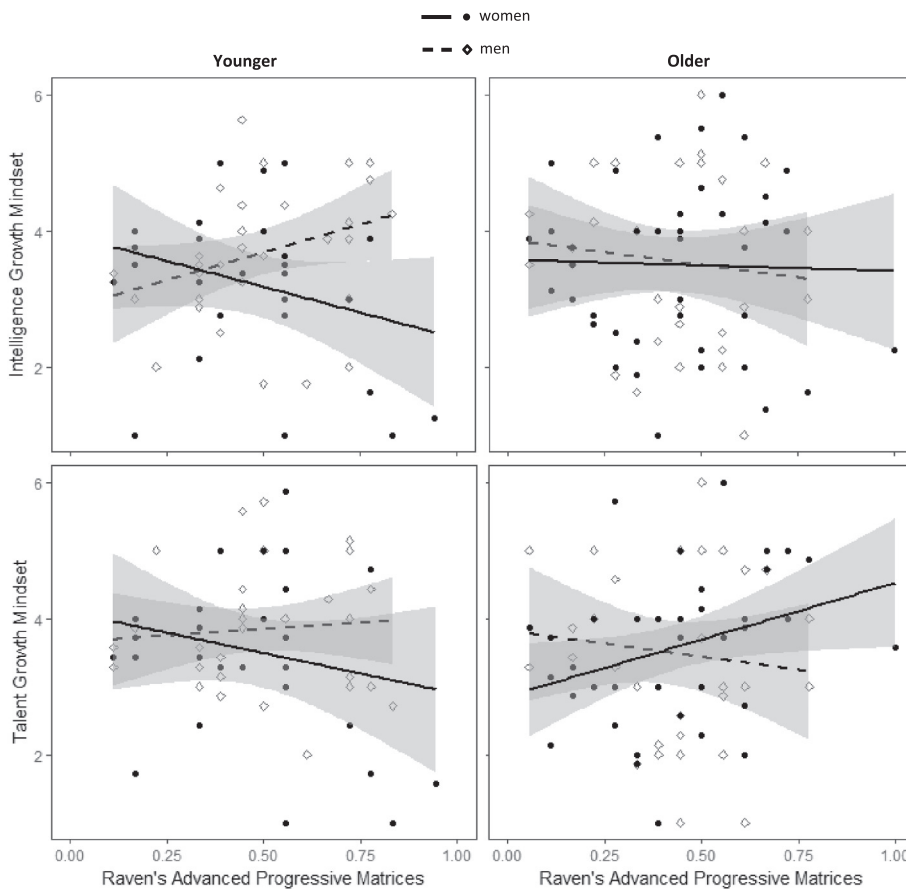 women
men
Younger
Older
Intelligence Growth Mindset
6
4
2
Talent Growth Mindset
6
4
2
0.00 0.25 0.50 0.75 1.00
0.00 0.25 0.50 0.75 1.00
Raven's Advanced Progressive Matrices
Raven's Advanced Progressive Matrices